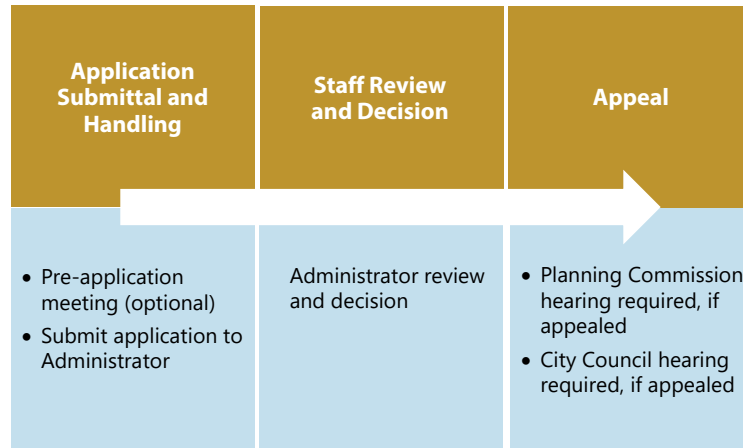 Application
Submittal and
Handling
Staff Review
and Decision
Appeal
• Pre-application
meeting (optional)
• Submit application to
Administrator
Administrator review
and decision
• Planning Commission
hearing required, if
appealed
• City Council hearing
required, if appealed